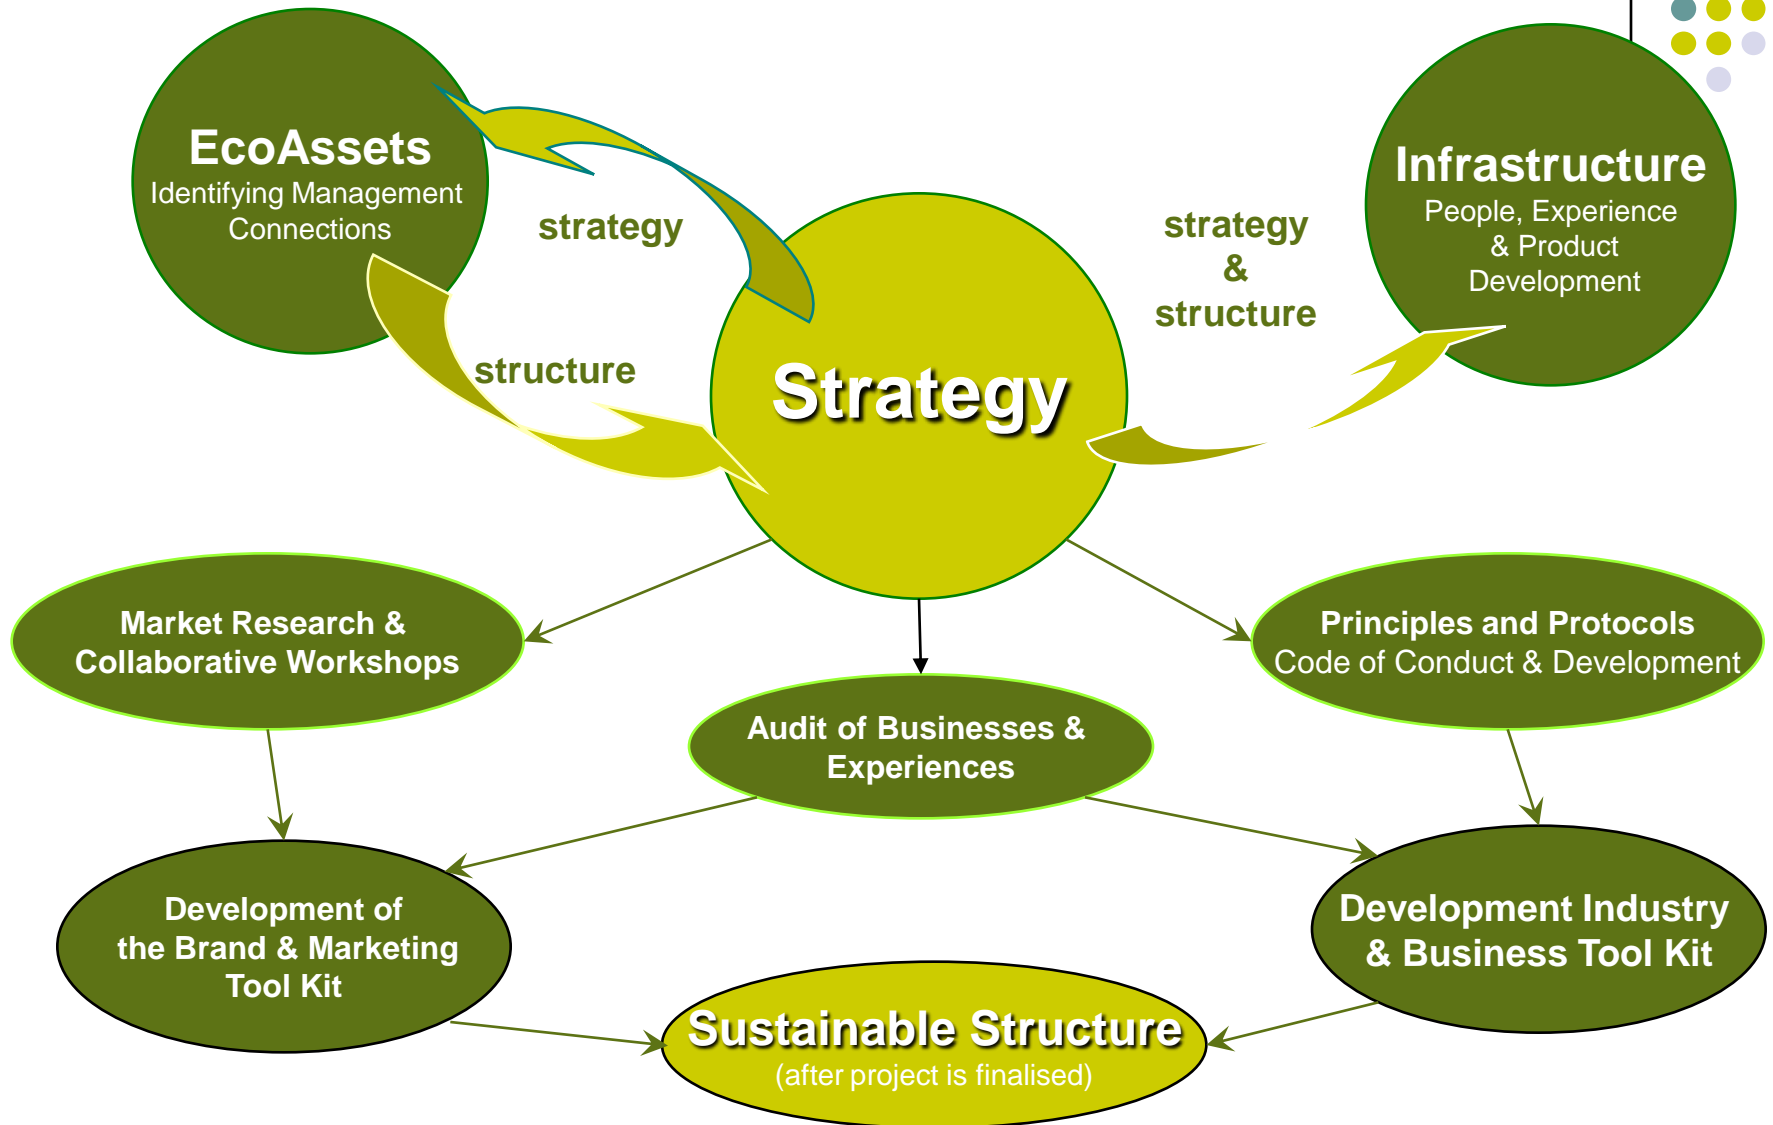 EcoAssets
Identifying Management
Connections
strategy
structure
Strategy
strategy
&
structure
Infrastructure
People, Experience
& Product
Development
Market Research &
Collaborative Workshops
Audit of Businesses &
Experiences
Principles and Protocols
Code of Conduct & Development
Development of
the Brand & Marketing
Tool Kit
Development Industry
& Business Tool Kit
Sustainable Structure
(after project is finalised)